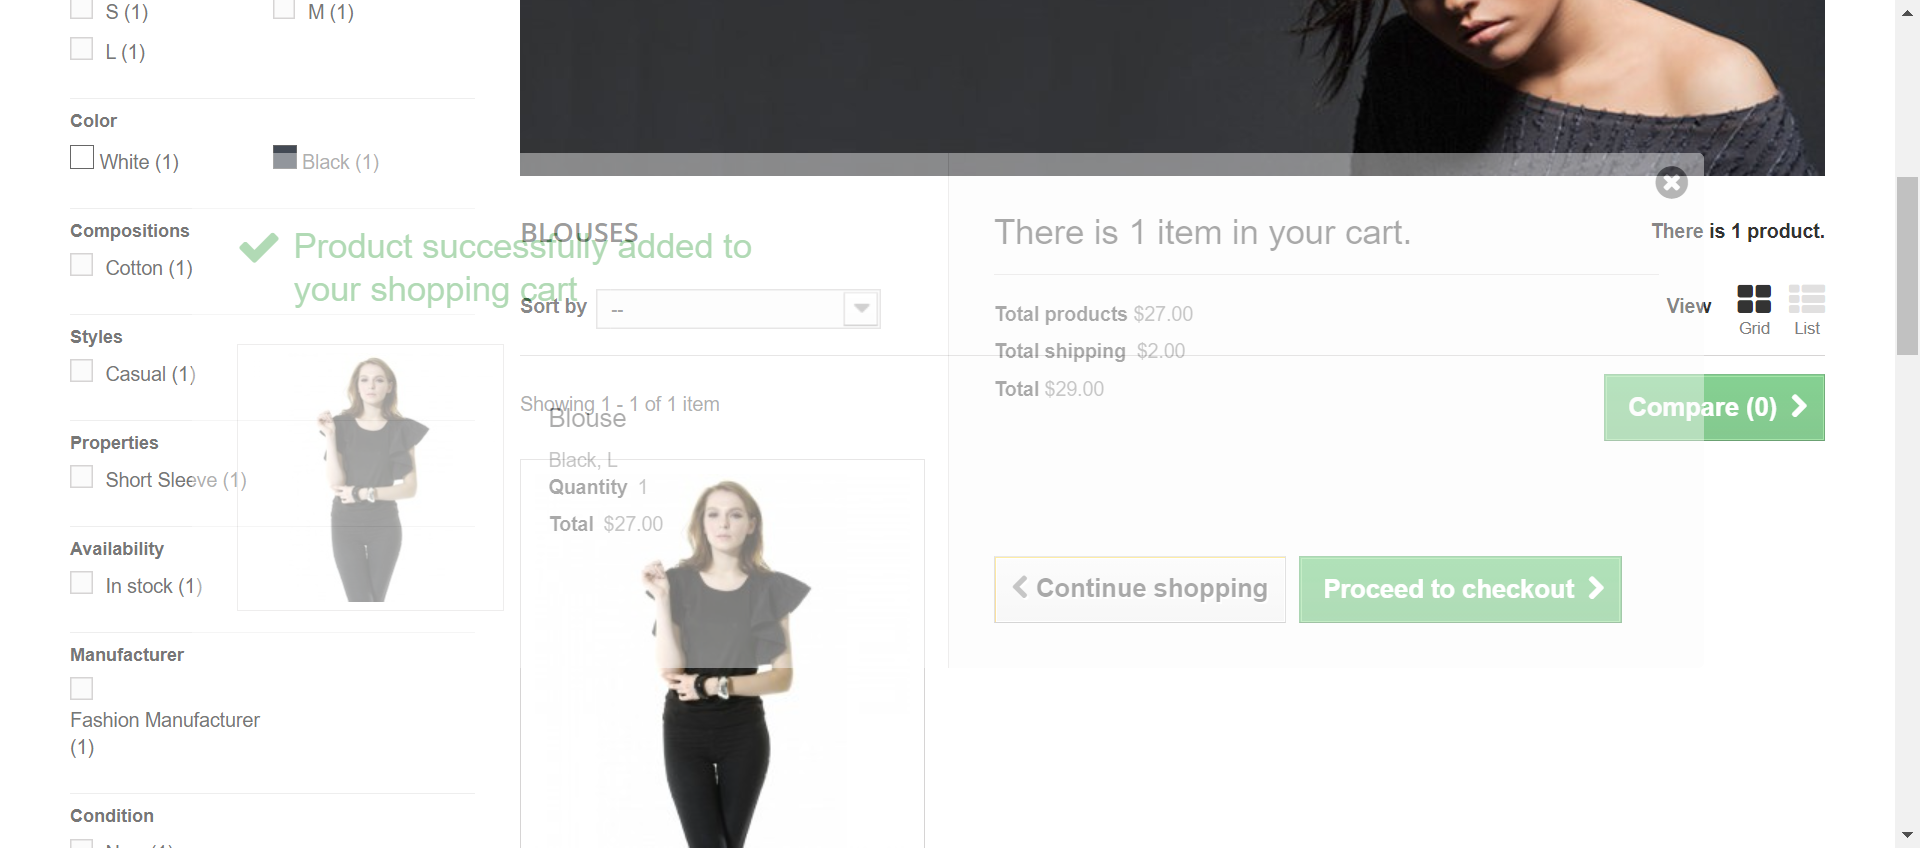 S (1)
M (1)
L (1)
Color
White (1)
Black (1)
Compositions
Cotton (1)
Styles
Casual (1)
Properties
Short Sleeve (1)
Availability
In stock (1)
Manufacturer
Fashion Manufacturer
(1)
Condition
Product successfully added to
your shopping cart
BLOUSES
Sort by
--
Showing 1 - 1 of 1 item
Blouse
Black, L
Quantity 1
Total $27.00
There is 1 item in your cart.
Total products $27.00
Total shipping $2.00
Total $29.00
Continue shopping
Proceed to checkout
There is 1 product.
View
Grid
List
Compare (0)